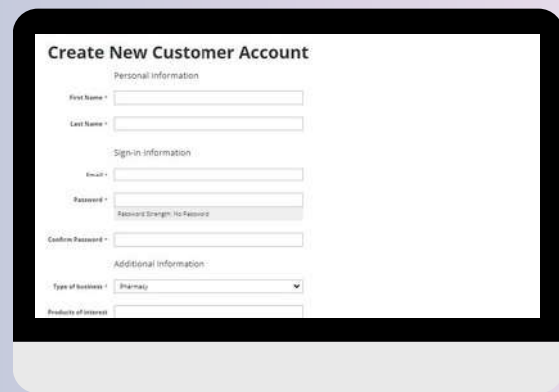 Create New Customer Account
Personal Information
First Name *
Last Name *
Sign-in Information
Email *
Password *
Password Strength: No Password
Confirm Password *
Additional Information
Type of business *
Pharmacy
Products of interest